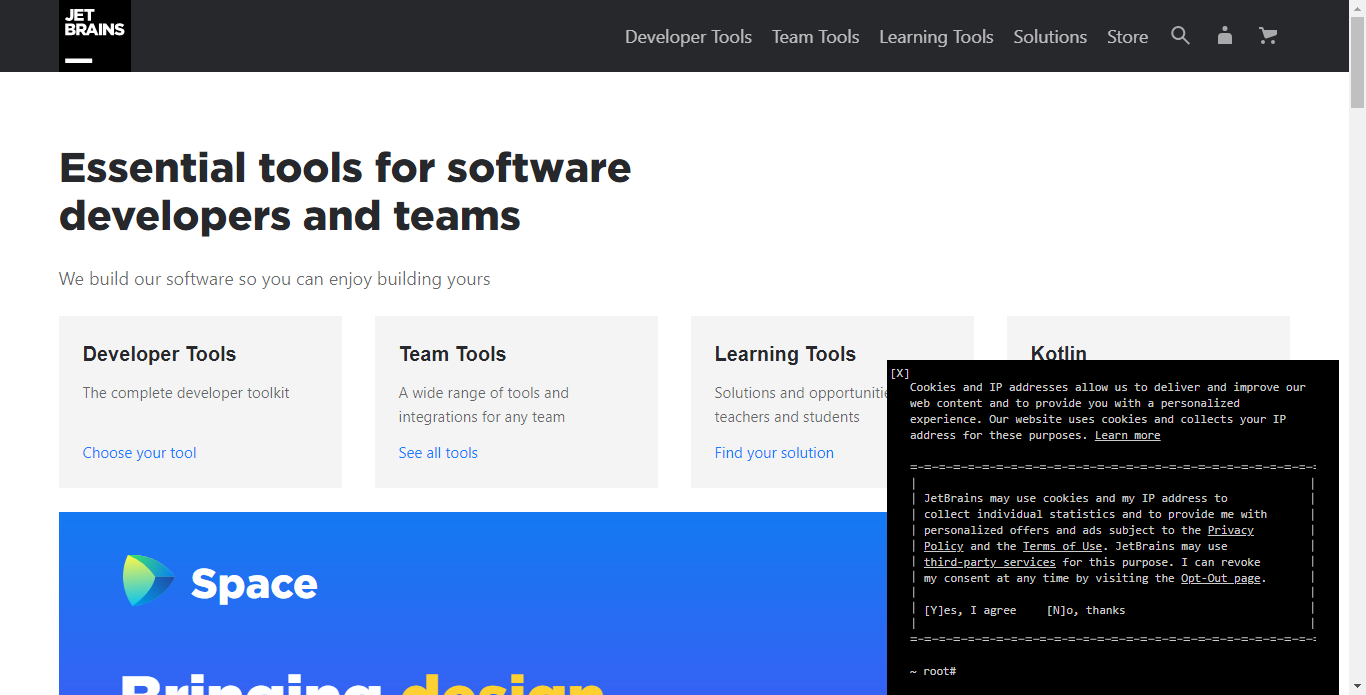 JET
BRAINS
Developer Tools Team Tools Learning Tools Solutions Store
Essential tools for software
developers and teams
We build our software so you can enjoy building yours
Developer Tools
The complete developer toolkit
Choose your tool
Team Tools
A wide range of tools and
integrations for any team
See all tools
Learning Tools
Solutions and opportunitie
teachers and students
Find your solution
Kotlin
Space
Bringing design
[X]
Cookies and IP addresses allow us to deliver and improve our
web content and to provide you with a personalized
experience. Our website uses cookies and collects your IP
address for these purposes. Learn more
JetBrains may use cookies and my IP address to
collect individual statistics and to provide me with
personalized offers and ads subject to the Privacy
Policy and the Terms of Use. JetBrains may use
third-party services for this purpose. I can revoke
my consent at any time by visiting the Opt-Out page.
[Y]es, I agree [N]o, thanks
~ root#